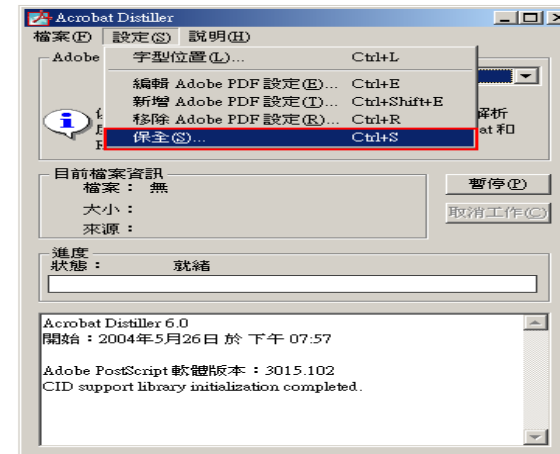 Acrobat Distiller
檔案(F) 設定(S) 說明(H)
Adobe
字型位置(L)... Ctrl+L
編輯 Adobe PDF 設定(E)... Ctrl+E
新增 Adobe PDF 設定(T)... Ctrl+Shift+E
移除 Adobe PDF 設定(R)... Ctrl+R
保全(S)... Ctrl+S
解析
at 和
目前檔案資訊
檔案： 無
大小：
來源：
暫停(P)
取消工作(C)
進度
狀態： 就緒
Acrobat Distiller 6.0
開始：2004年5月26日 於 下午 07:57
Adobe PostScript 軟體版本：3015.102
CID support library initialization completed.